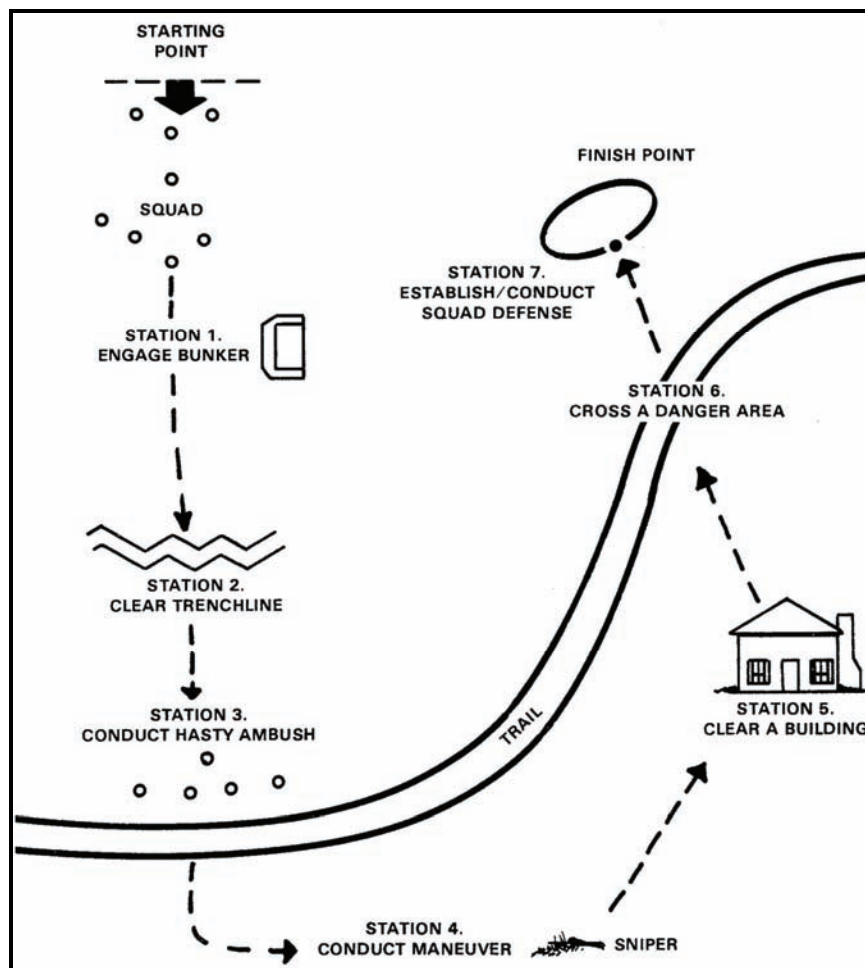 STARTING
POINT
SQUAD
STATION 1.
ENGAGE BUNKER
STATION 2.
CLEAR TRENCHLINE
STATION 3.
CONDUCT HASTY AMBUSH
TRAIL
STATION 4.
CONDUCT MANEUVER
SNIPER
STATION 5.
CLEAR A BUILDING
STATION 6.
CROSS A DANGER AREA
STATION 7.
ESTABLISH/CONDUCT
SQUAD DEFENSE
FINISH POINT